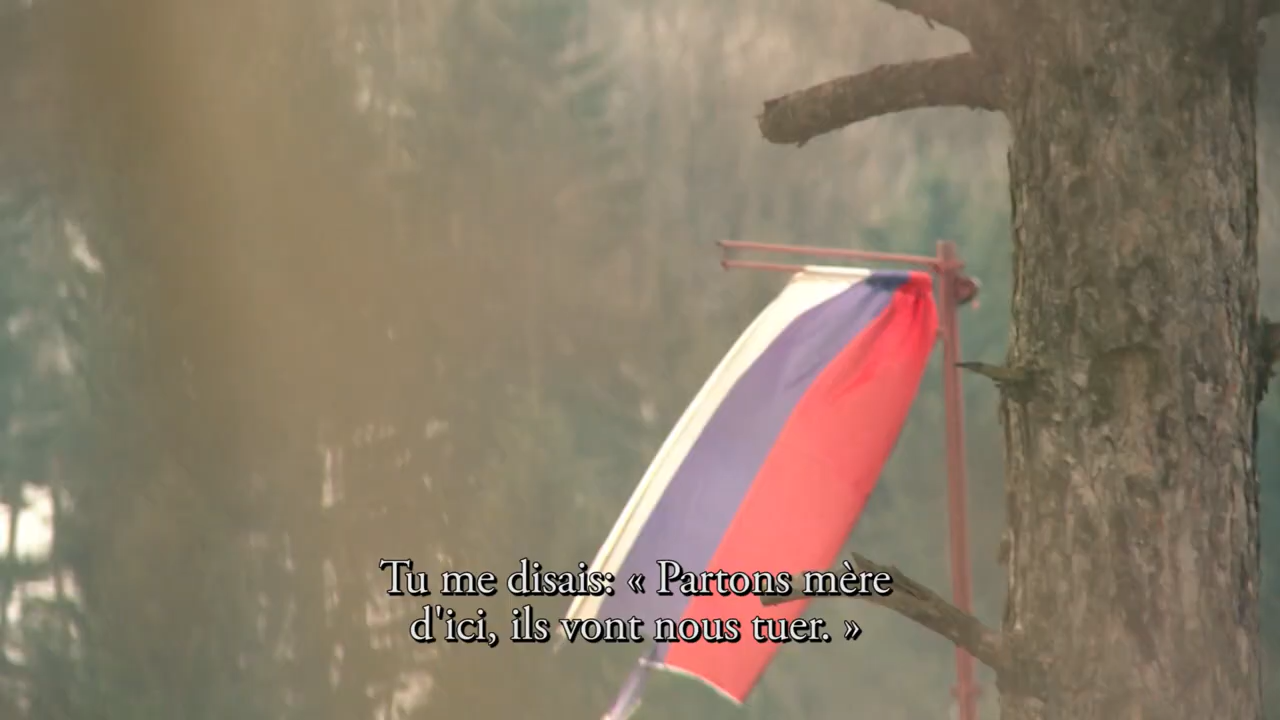 Tu me disais: « Partons mère
d'ici, ils vont nous tuer. »